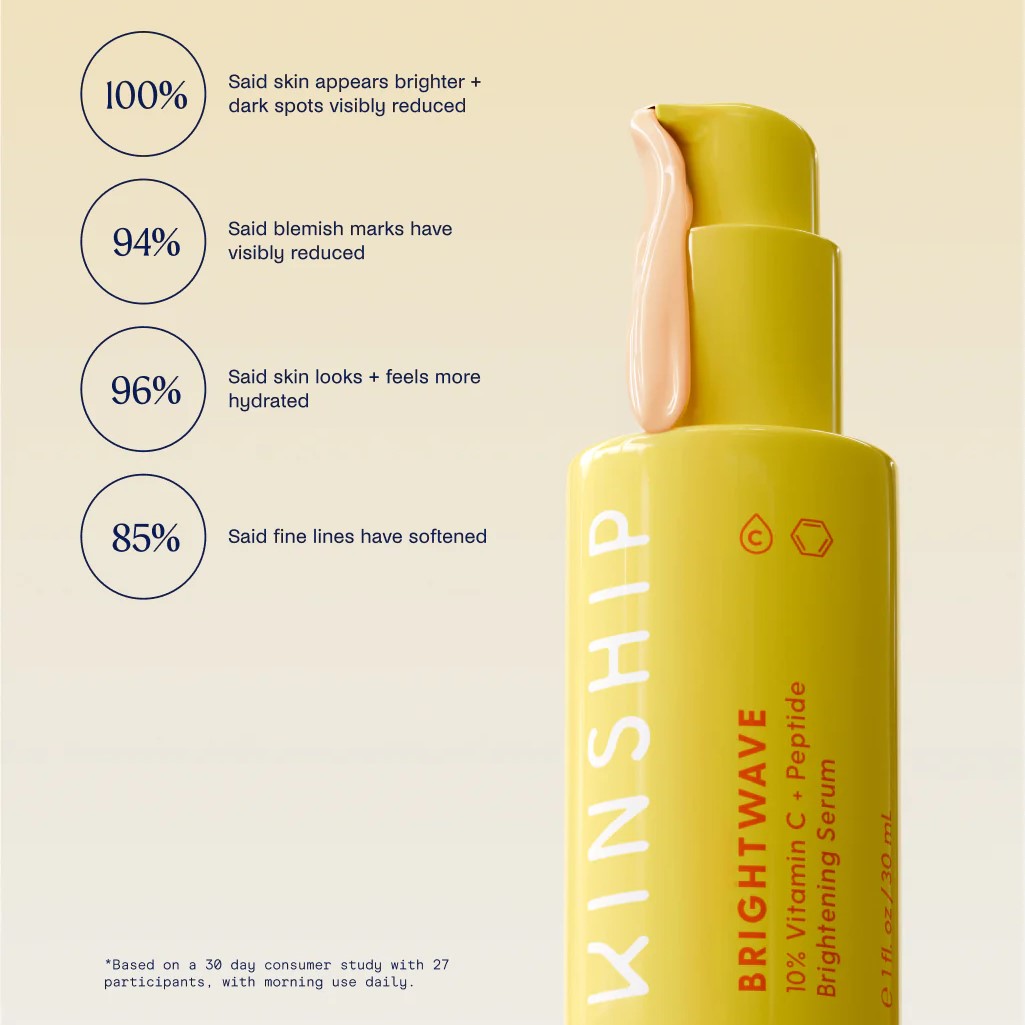 100%
Said skin appears brighter +
dark spots visibly reduced
94%
Said blemish marks have
visibly reduced
96%
Said skin looks + feels more
hydrated
85%
Said fine lines have softened
*Based on a 30 day consumer study with 27
participants, with morning use daily.
KINSHIP
C
BRIGHTWAVE
10% Vitamin C + Peptide
Brightening Serum
e 1 fl. oz / 30 mL